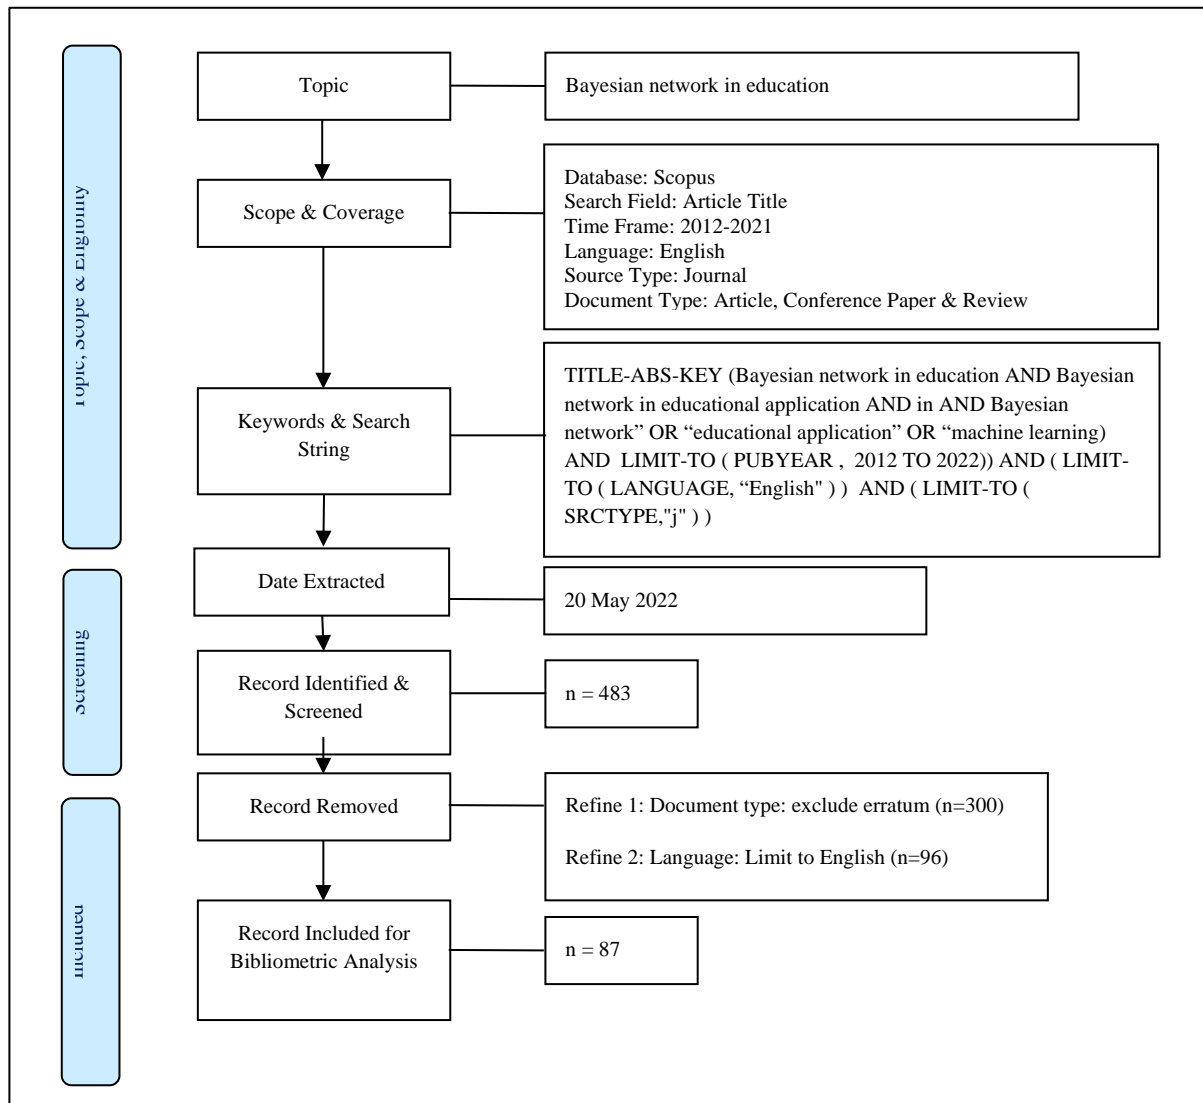 Topic
Bayesian network in education
Scope & Coverage
Database: Scopus
Search Field: Article Title
Time Frame: 2012-2021
Language: English
Source Type: Journal
Document Type: Article, Conference Paper & Review
Topic, Scope & Eligibility
Keywords & Search
String
TITLE-ABS-KEY (Bayesian network in education AND Bayesian
network in educational application AND in AND Bayesian
network” OR “educational application” OR “machine learning)
AND LIMIT-TO ( PUBYEAR , 2012 TO 2022)) AND ( LIMIT-
TO ( LANGUAGE, “English" ) ) AND ( LIMIT-TO (
SRCTYPE,"j" ) )
Date Extracted
20 May 2022
Screening
Record Identified &
Screened
n = 483
Record Removed
Refine 1: Document type: exclude erratum (n=300)
Refine 2: Language: Limit to English (n=96)
Included
Record Included for
Bibliometric Analysis
n = 87